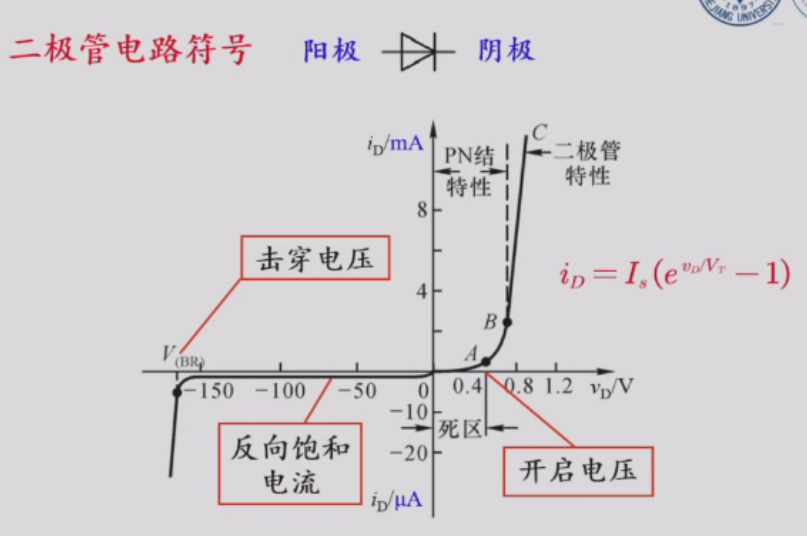 1897
JIANG UNIVERSITY
二极管电路符号 阳极 阴极
i_D/mA
PN结
特性
C
二极管
特性
8
击穿电压
i_D = I_s(e^{v_D/V_T} − 1)
4
B
V_(BR)
A
−150 −100 −50 0 0.4 0.8 1.2 v_D/V
−10
死区
反向饱和
电流
−20
开启电压
i_D/μA